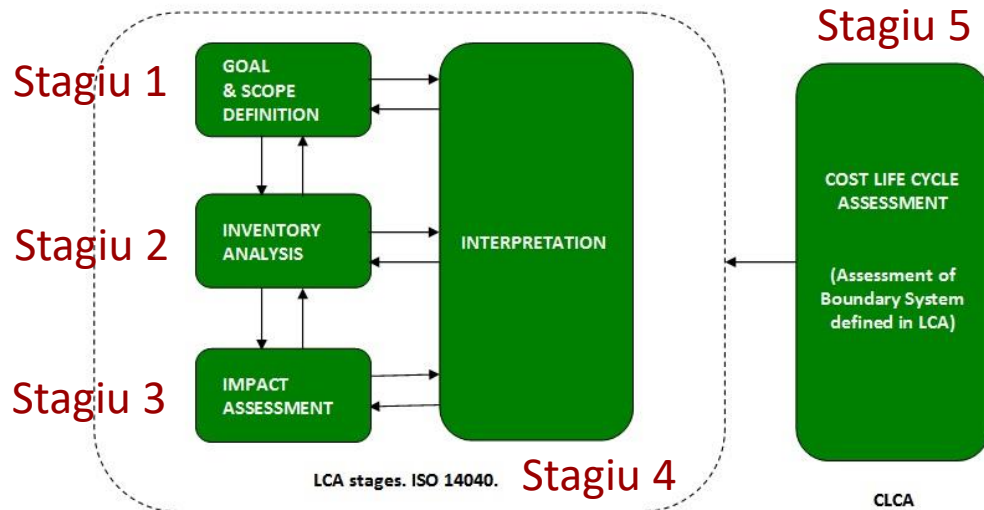 Stagiu 1
GOAL
& SCOPE
DEFINITION
Stagiu 2
INVENTORY
ANALYSIS
Stagiu 3
IMPACT
ASSESSMENT
INTERPRETATION
LCA stages. ISO 14040.
Stagiu 4
Stagiu 5
COST LIFE CYCLE
ASSESSMENT
(Assessment of
Boundary System
defined in LCA)
CLCA